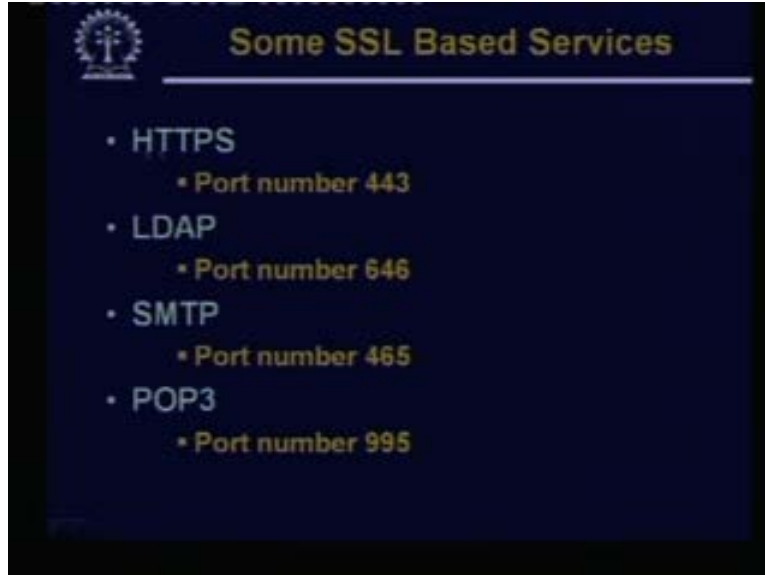 Some SSL Based Services
• HTTPS
▪ Port number 443
• LDAP
▪ Port number 646
• SMTP
▪ Port number 465
• POP3
▪ Port number 995